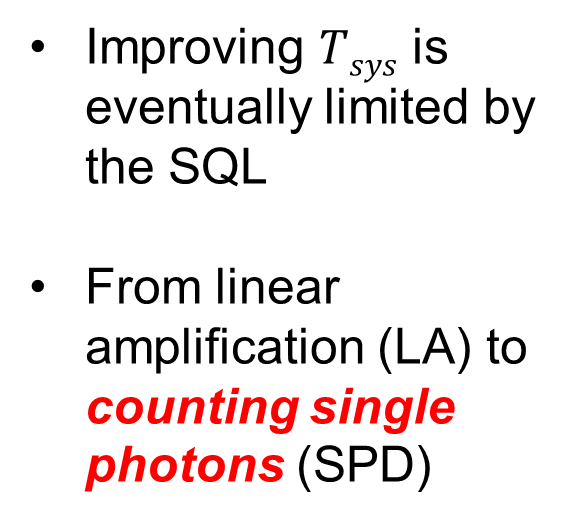 • Improving T_sys is
eventually limited by
the SQL
• From linear
amplification (LA) to
counting single
photons (SPD)